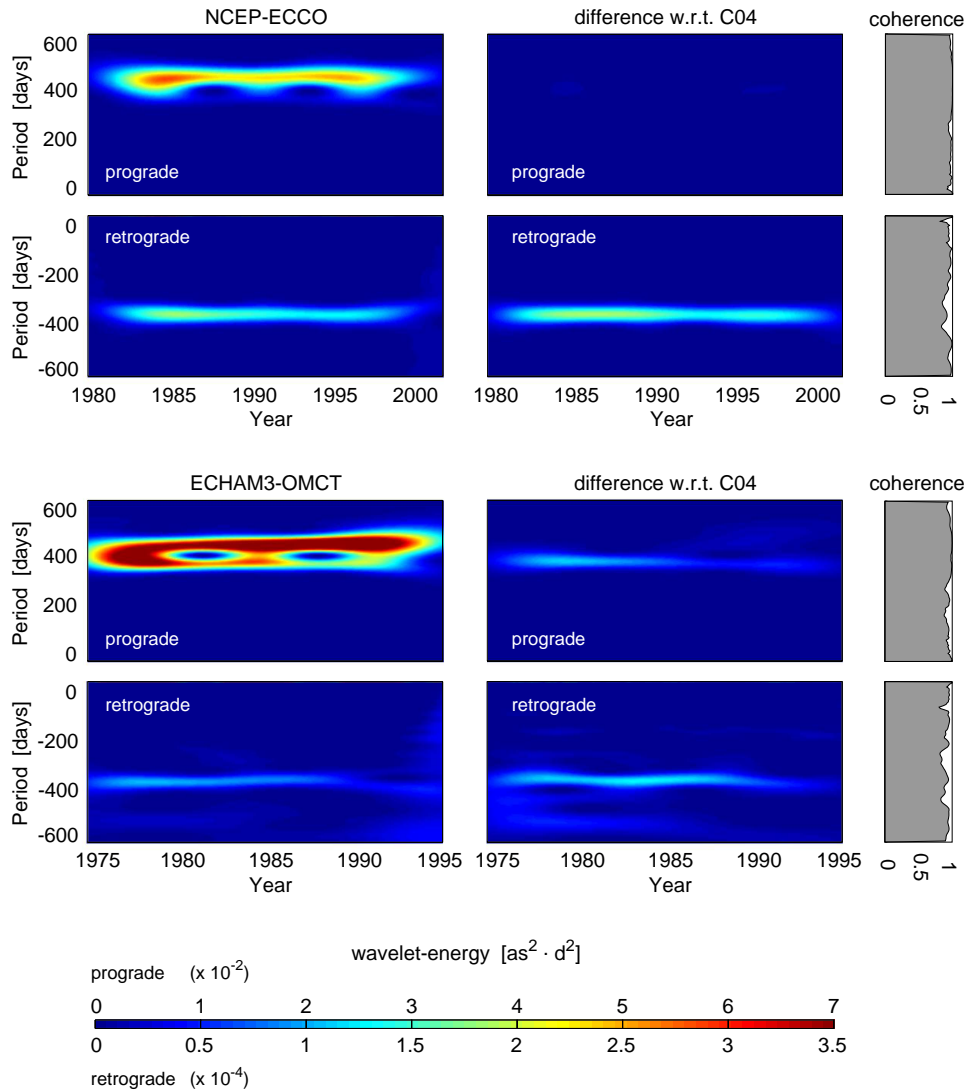 NCEP-ECCO
difference w.r.t. C04
coherence
Period [days]
600
400
200
0
prograde
prograde
Period [days]
0
-200
-400
-600
retrograde
retrograde
1980 1985 1990 1995 2000
Year
1980 1985 1990 1995 2000
Year
0 0.5 1
ECHAM3-OMCT
difference w.r.t. C04
coherence
Period [days]
600
400
200
0
prograde
prograde
Period [days]
0
-200
-400
-600
retrograde
retrograde
1975 1980 1985 1990 1995
Year
1980 1985 1990 1995
1975
Year
0 0.5 1
wavelet-energy [as² · d²]
prograde (x 10⁻²)
0 1 2 3 4 5 6 7
0 0.5 1 1.5 2 2.5 3 3.5
retrograde (x 10⁻⁴)